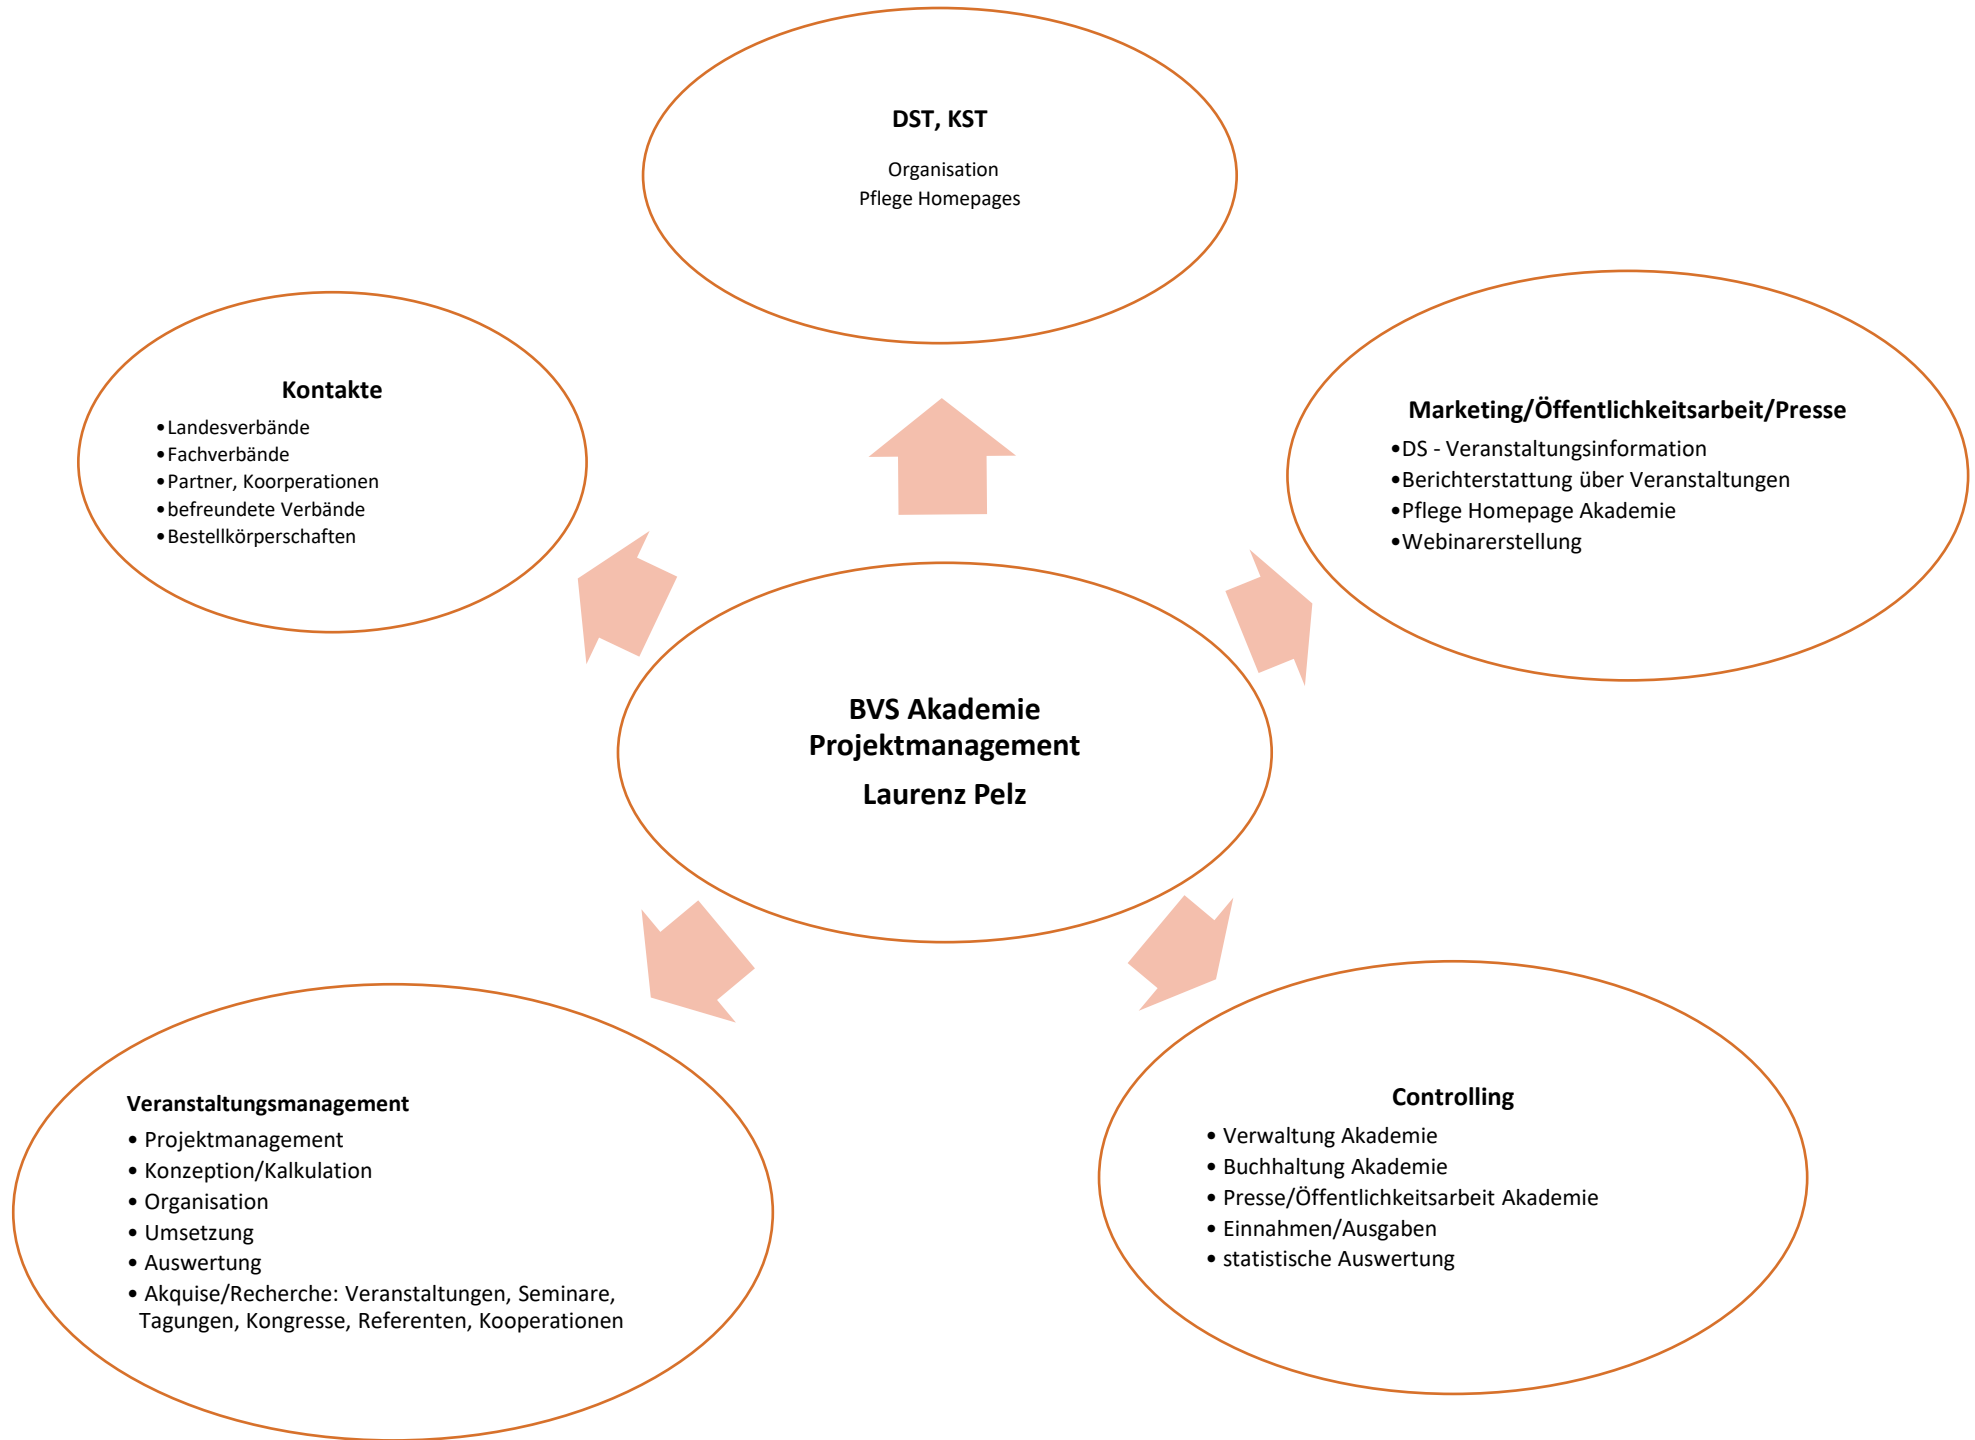 DST, KST
Organisation
Pflege Homepages
Kontakte
•Landesverbände
•Fachverbände
•Partner, Koorperationen
•befreundete Verbände
•Bestellkörperschaften
Marketing/Öffentlichkeitsarbeit/Presse
•DS - Veranstaltungsinformation
•Berichterstattung über Veranstaltungen
•Pflege Homepage Akademie
•Webinarerstellung
BVS Akademie
Projektmanagement
Laurenz Pelz
Veranstaltungsmanagement
• Projektmanagement
• Konzeption/Kalkulation
• Organisation
• Umsetzung
• Auswertung
• Akquise/Recherche: Veranstaltungen, Seminare,
Tagungen, Kongresse, Referenten, Kooperationen
Controlling
• Verwaltung Akademie
• Buchhaltung Akademie
• Presse/Öffentlichkeitsarbeit Akademie
• Einnahmen/Ausgaben
• statistische Auswertung